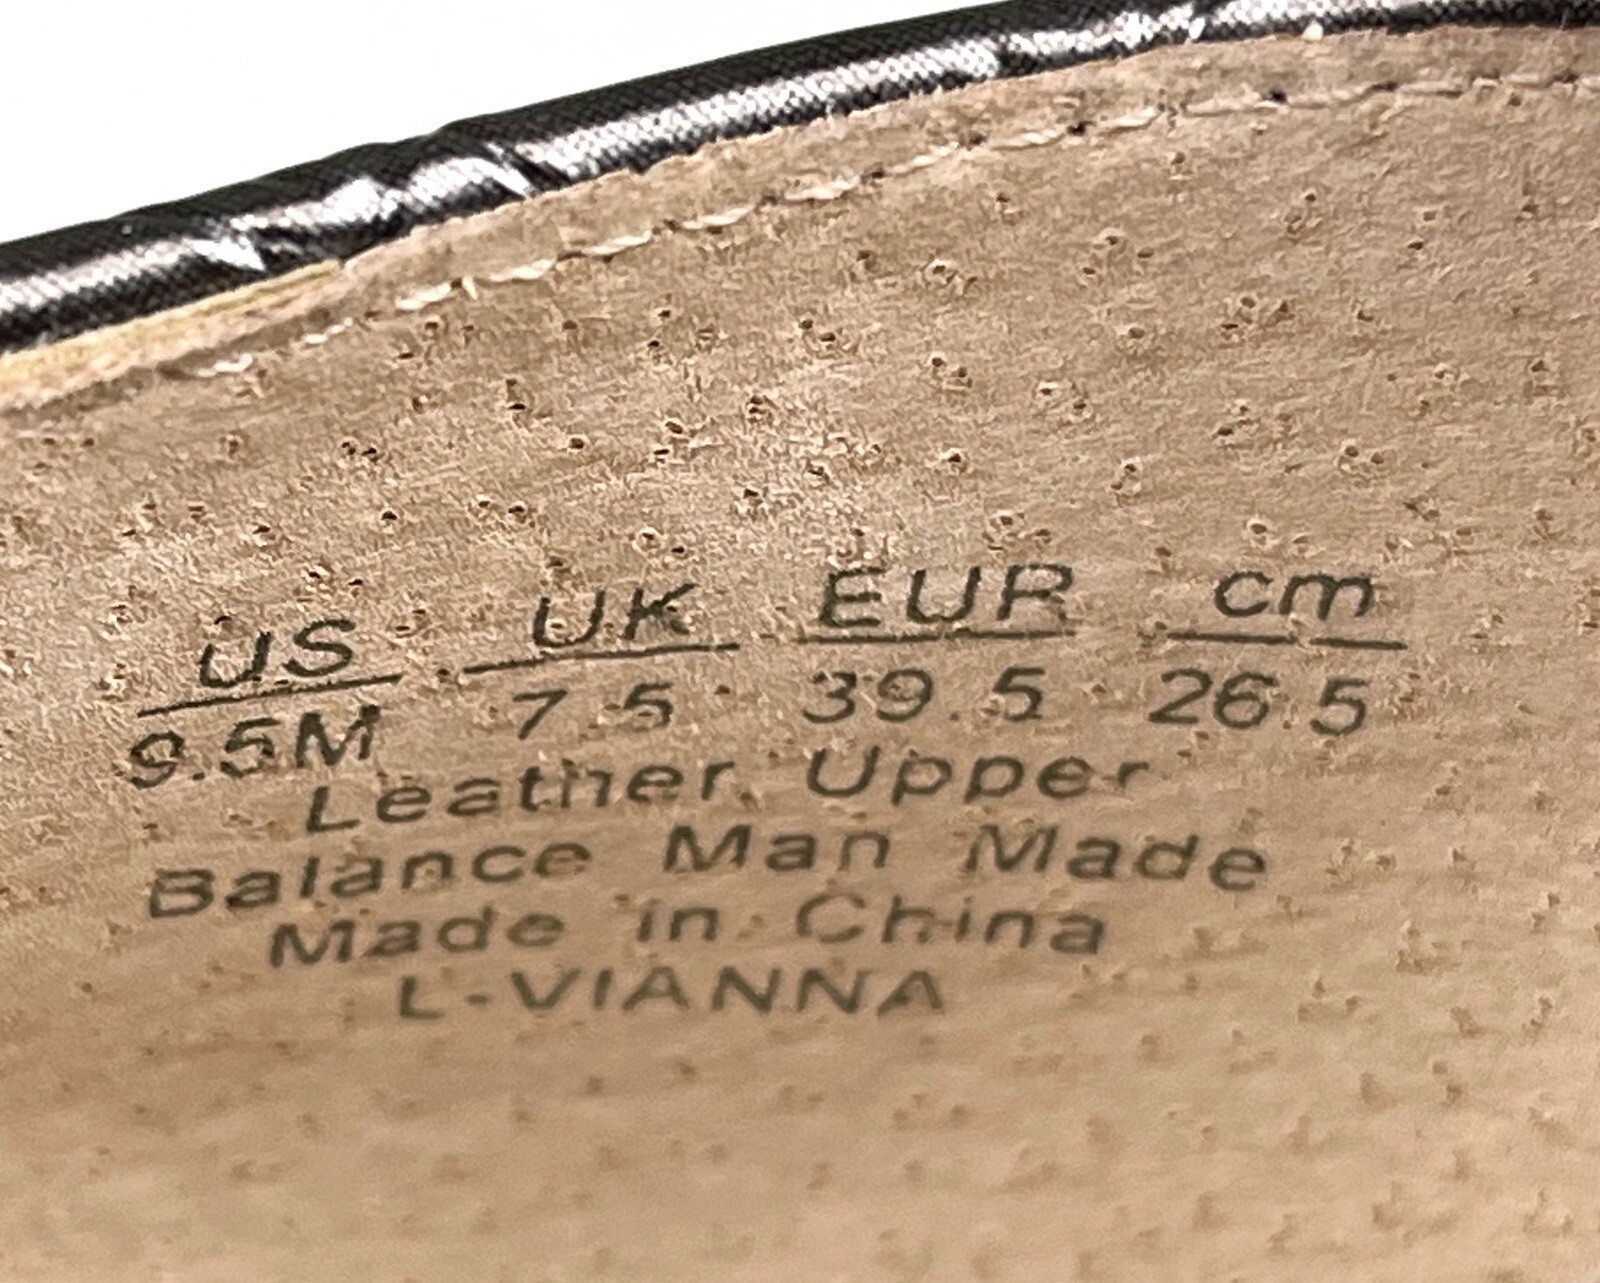 US UK EUR cm
9.5M 7.5 39.5 26.5
Leather Upper
Balance Man Made
Made in China
L-VIANNA